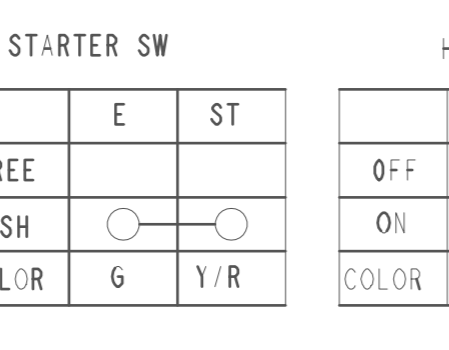 STARTER SW H
E ST
REE OFF
SH ON
LOR G Y/R COLOR